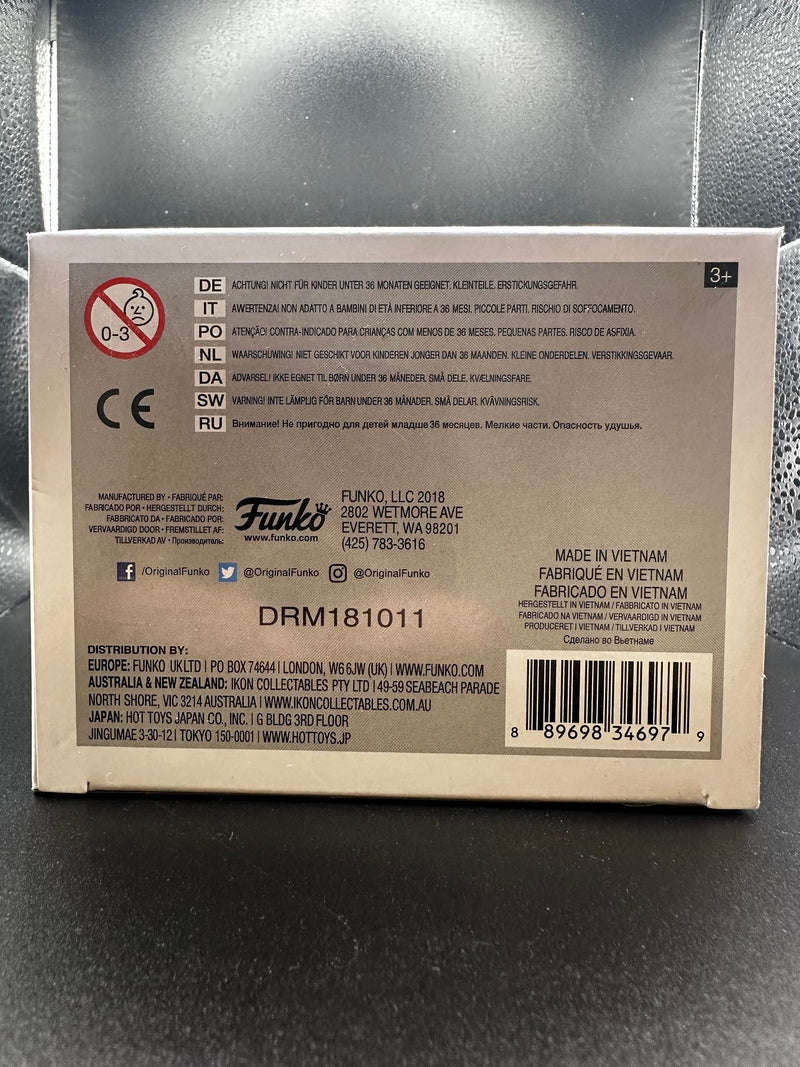 3+
0-3
DE ACHTUNG! NICHT FÜR KINDER UNTER 36 MONATEN GEEIGNET. KLEINTEILE. ERSTICKUNGSGEFAHR.
IT AWERTENZA! NON ADATTO A BAMBINI DI ETÀ INFERIORE A 36 MESI. PICCOLE PARTI. RISCHIO DI SOFFOCAMENTO.
PO ATENÇÃO! CONTRA-INDICADO PARA CRIANÇAS COM MENOS DE 36 MESES. PEQUENAS PARTES. RISCO DE ASFIXIA.
NL WAARSCHUWING! NIET GESCHIKT VOOR KINDEREN JONGER DAN 36 MAANDEN. KLEINE ONDERDELEN. VERSTIKKINGSGEVAAR.
DA ADVARSEL! IKKE EGNET TIL BØRN UNDER 36 MÅNEDER. SMÅ DELE. KVÆLNINGSFARE.
SW VARNING! INTE LÄMPLIG FÖR BARN UNDER 36 MÅNADER. SMÅ DELAR. KVÄVNINGSRISK.
RU Внимание! Не пригодно для детей младше 36 месяцев. Мелкие части. Опасность удушья.
CE
MANUFACTURED BY • FABRIQUÉ PAR:
FABRICADO POR • HERGESTELLT DURCH:
FABBRICATO DA • FABRICADO POR:
VERVAARDIGD DOOR • FREMSTILLET AF:
TILLVERKAD AV • Производитель:
Funko
www.funko.com
FUNKO, LLC 2018
2802 WETMORE AVE
EVERETT, WA 98201
(425) 783-3616
/OriginalFunko @OriginalFunko @OriginalFunko
DRM181011
MADE IN VIETNAM
FABRIQUÉ EN VIETNAM
FABRICADO EN VIETNAM
HERGESTELLT IN VIETNAM / FABBRICATO IN VIETNAM
FABRICADO NA VIETNAM / VERVAARDIGD IN VIETNAM
PRODUCERET I VIETNAM / TILLVERKAD I VIETNAM
Сделано во Вьетнаме
DISTRIBUTION BY:
EUROPE: FUNKO UK LTD | PO BOX 74644 | LONDON, W6 6JW (UK) | WWW.FUNKO.COM
AUSTRALIA & NEW ZEALAND: IKON COLLECTABLES PTY LTD | 49-59 SEABEACH PARADE
NORTH SHORE, VIC 3214 AUSTRALIA | WWW.IKONCOLLECTABLES.COM.AU
JAPAN: HOT TOYS JAPAN CO., INC. | G BLDG 3RD FLOOR
JINGUMAE 3-30-12 | TOKYO 150-0001 | WWW.HOTTOYS.JP
8 89698 34697 9